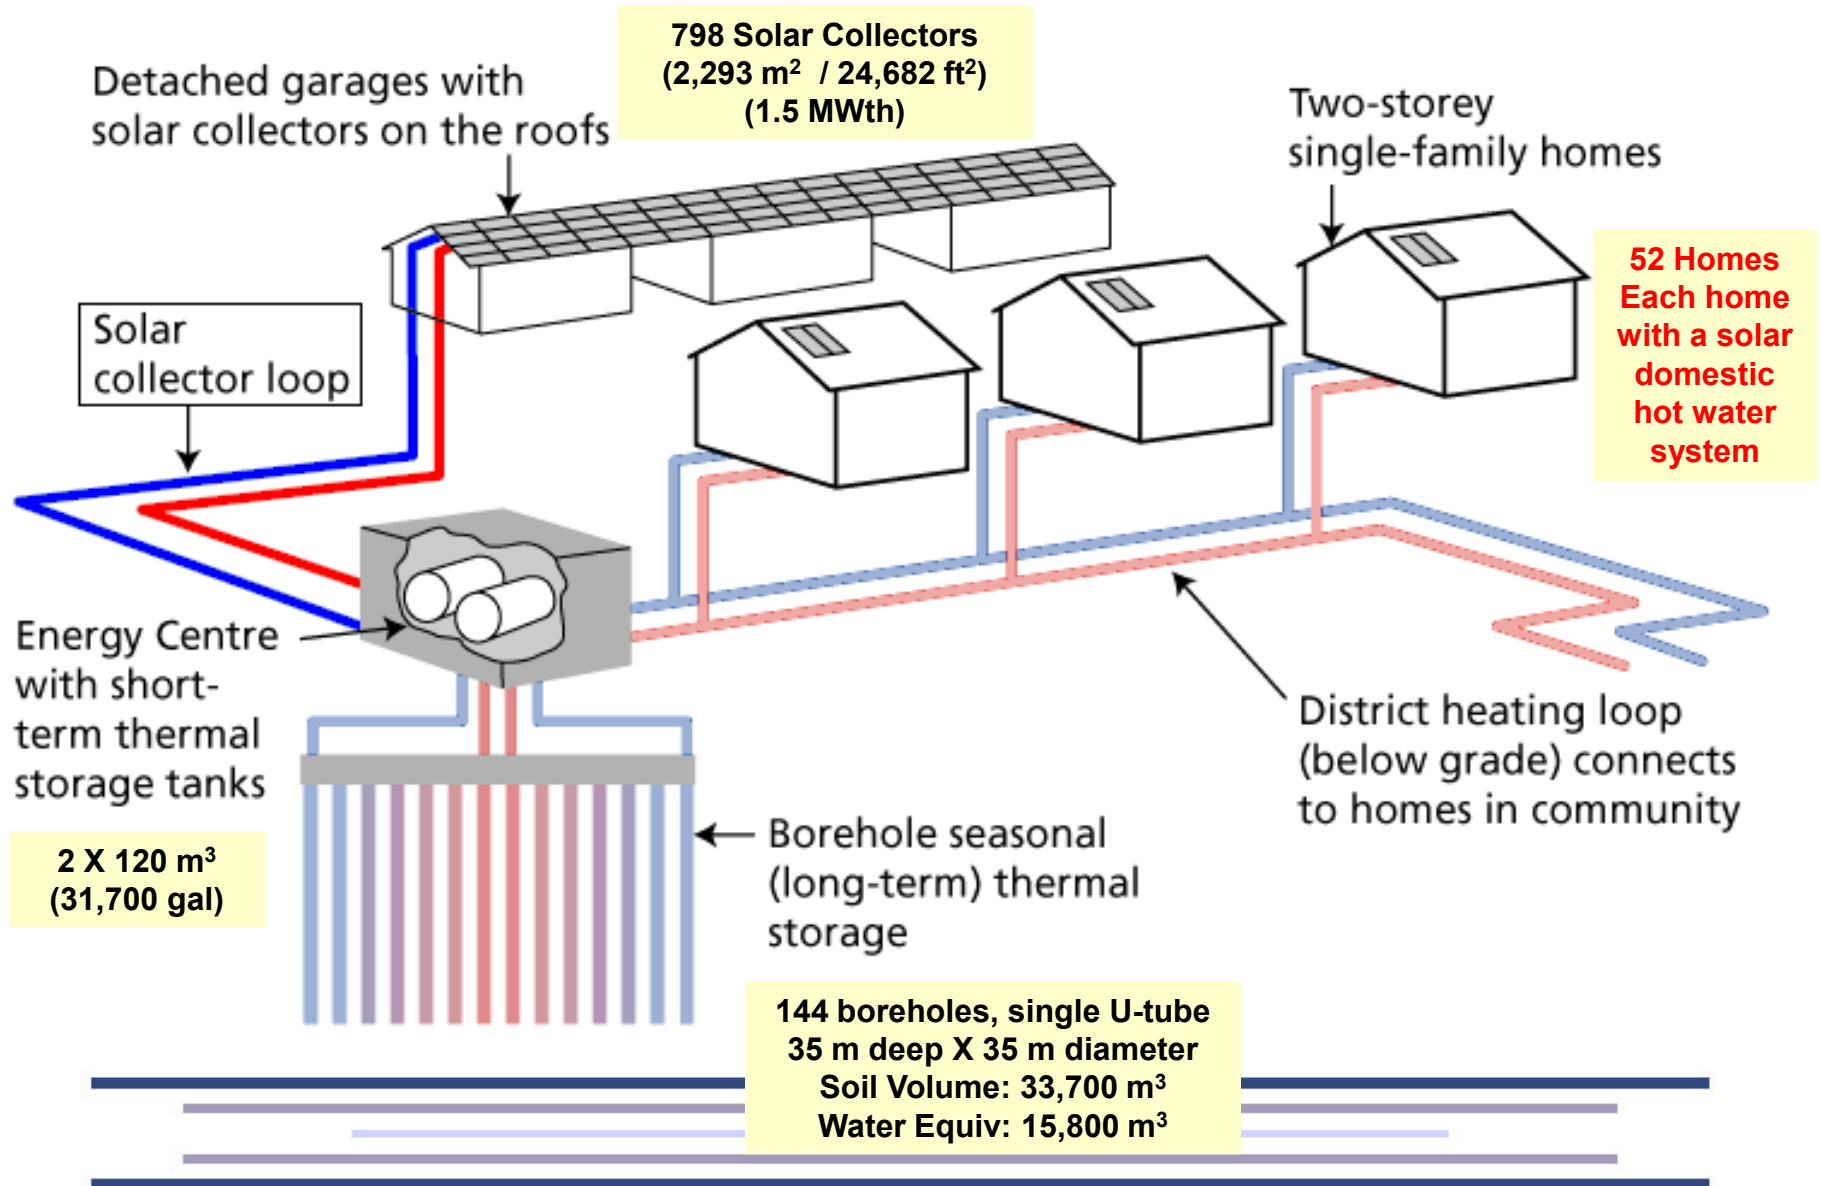 798 Solar Collectors
(2,293 m² / 24,682 ft²)
(1.5 MWth)
Detached garages with
solar collectors on the roofs
Two-storey
single-family homes
52 Homes
Each home
with a solar
domestic
hot water
system
Solar
collector loop
Energy Centre
with short-
term thermal
storage tanks
2 X 120 m³
(31,700 gal)
District heating loop
(below grade) connects
to homes in community
Borehole seasonal
(long-term) thermal
storage
144 boreholes, single U-tube
35 m deep X 35 m diameter
Soil Volume: 33,700 m³
Water Equiv: 15,800 m³